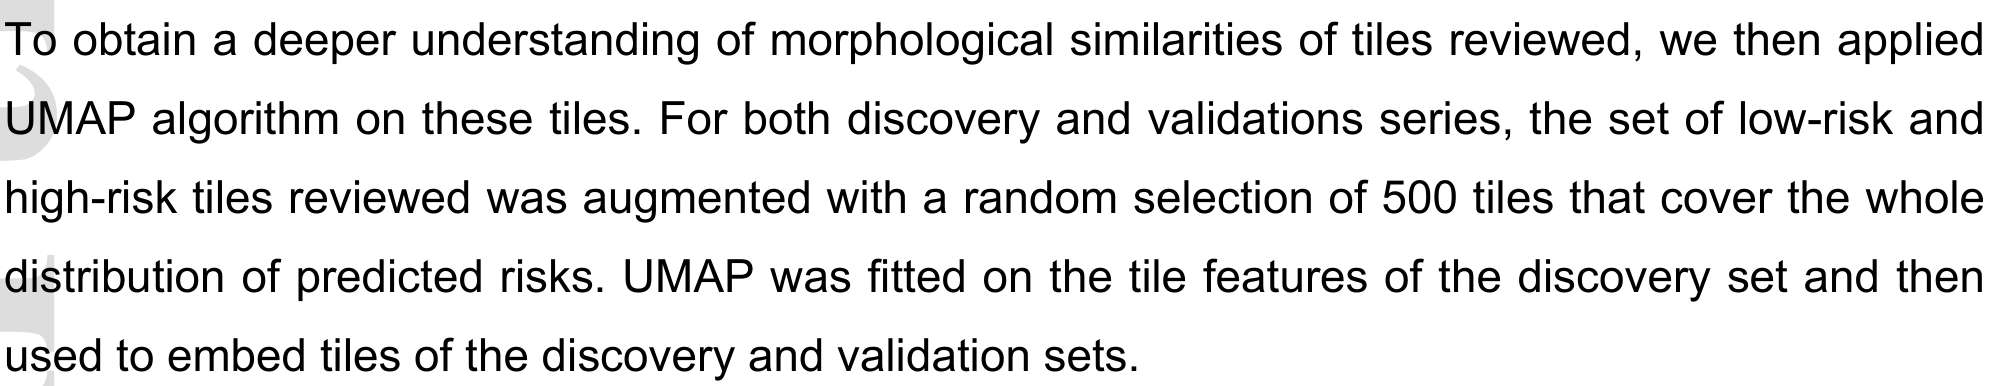 To obtain a deeper understanding of morphological similarities of tiles reviewed, we then applied
UMAP algorithm on these tiles. For both discovery and validations series, the set of low-risk and
high-risk tiles reviewed was augmented with a random selection of 500 tiles that cover the whole
distribution of predicted risks. UMAP was fitted on the tile features of the discovery set and then
used to embed tiles of the discovery and validation sets.